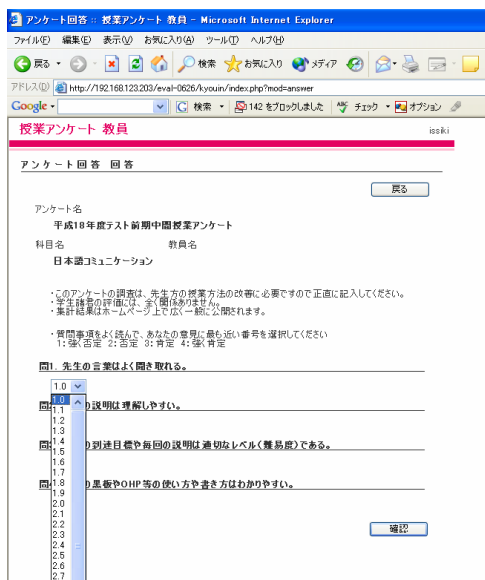 アンケート回答 :: 授業アンケート 教員 - Microsoft Internet Explorer
ファイル(F) 編集(E) 表示(V) お気に入り(A) ツール(T) ヘルプ(H)
戻る 検索 お気に入り メディア
アドレス(D) http://192.168.123.203/eval-0626/kyouin/index.php?mod=answer
Google 検索 142 をブロックしました チェック オプション
授業アンケート 教員 issiki
アンケート回答 回答
戻る
アンケート名
平成18年度テスト前期中間授業アンケート
科目名 教員名
日本語コミュニケーション
・このアンケートの調査は、先生方の授業方法の改善に必要ですので正直に記入してください。
・学生諸君の評価には、全く関係ありません。
・集計結果はホームページ上で広く一般に公開されます。
・質問事項をよく読んで、あなたの意見に最も近い番号を選択してください
1:強く否定 2:否定 3:肯定 4:強く肯定
問1. 先生の言葉はよく聞き取れる。
1.0
1.0
1.1
問 の説明は理解しやすい。
1.2
1.3
1.4
問 の到達目標や毎回の説明は適切なレベル(難易度)である。
1.5
1.6
1.7
問 の黒板やOHP等の使い方や書き方はわかりやすい。
1.8
1.9
2.0
2.1
2.2
確認
2.3
2.4
2.5
2.6
2.7